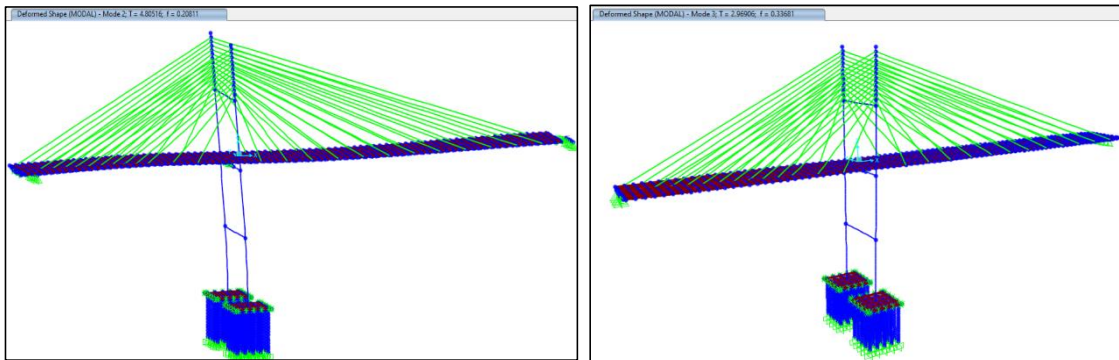 Deformed Shape (MODAL) - Mode 2; T = 4.80516; f = 0.20811
Deformed Shape (MODAL) - Mode 3; T = 2.96906; f = 0.33681